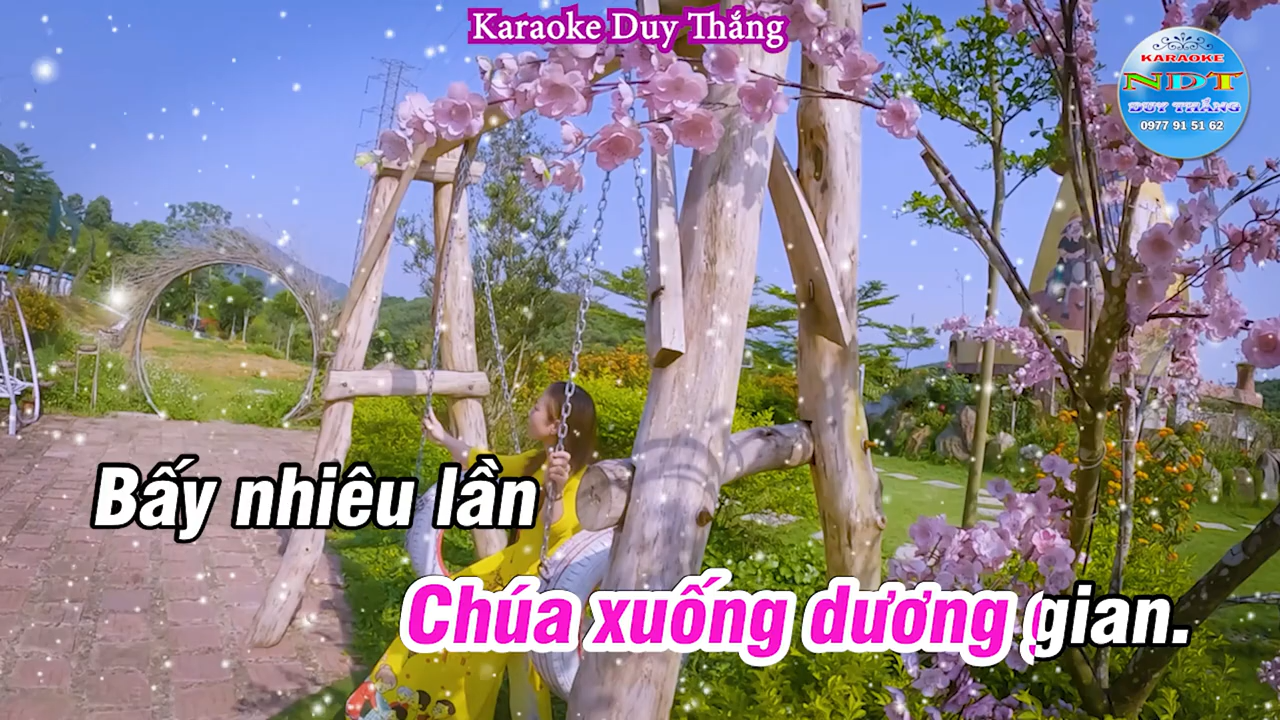 Karaoke Duy Thắng
KARAOKE
NDT
DUY THẮNG
0977 91 51 62
Bấy nhiêu lần
Chúa xuống dương gian.